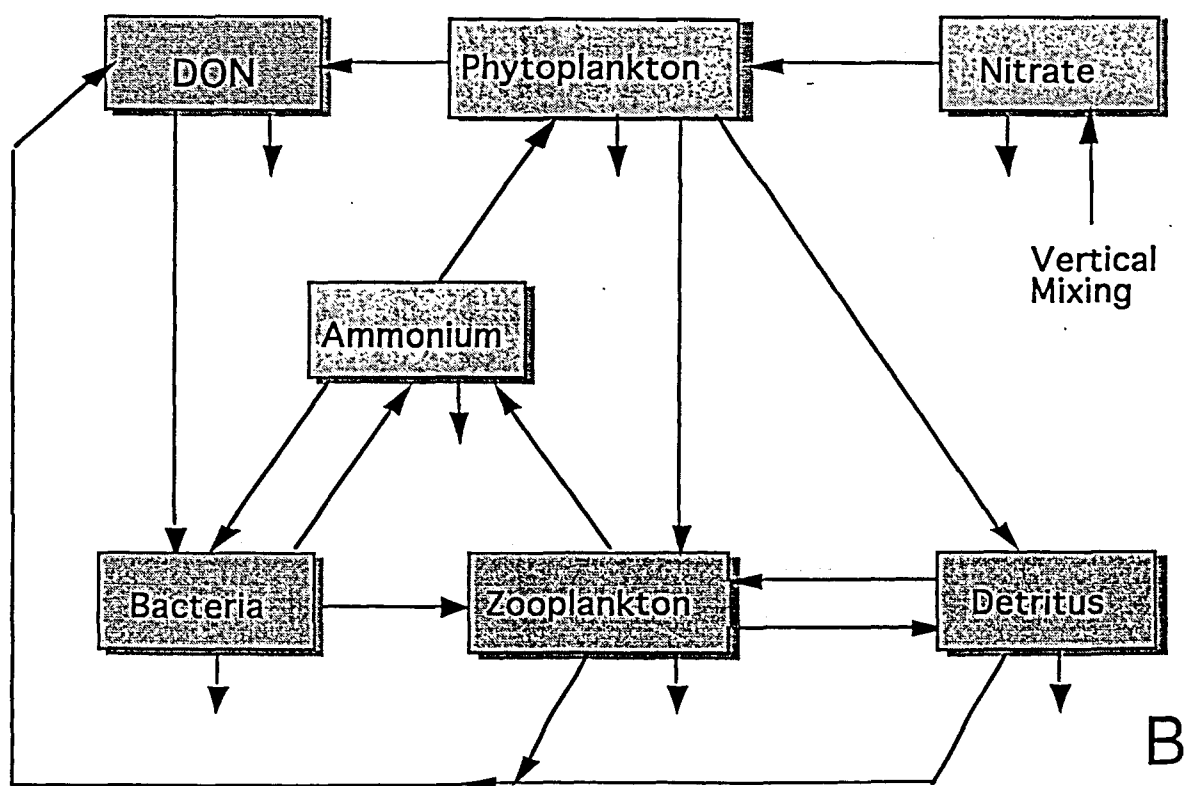 DON
Phytoplankton
Nitrate
Vertical
Mixing
Ammonium
Bacteria
Zooplankton
Detritus
B